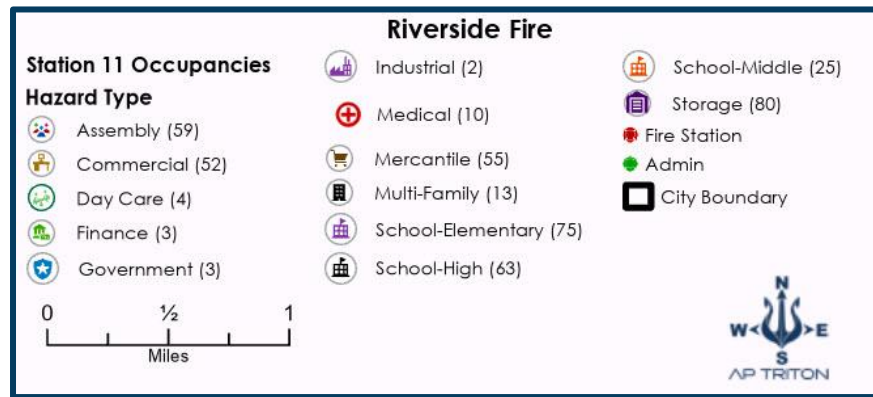 Riverside Fire
Station 11 Occupancies
Hazard Type
Assembly (59)
Commercial (52)
Day Care (4)
Finance (3)
Government (3)
Industrial (2)
Medical (10)
Mercantile (55)
Multi-Family (13)
School-Elementary (75)
School-High (63)
School-Middle (25)
Storage (80)
Fire Station
Admin
City Boundary
0 ½ 1
Miles
N
W E
S
AP TRITON